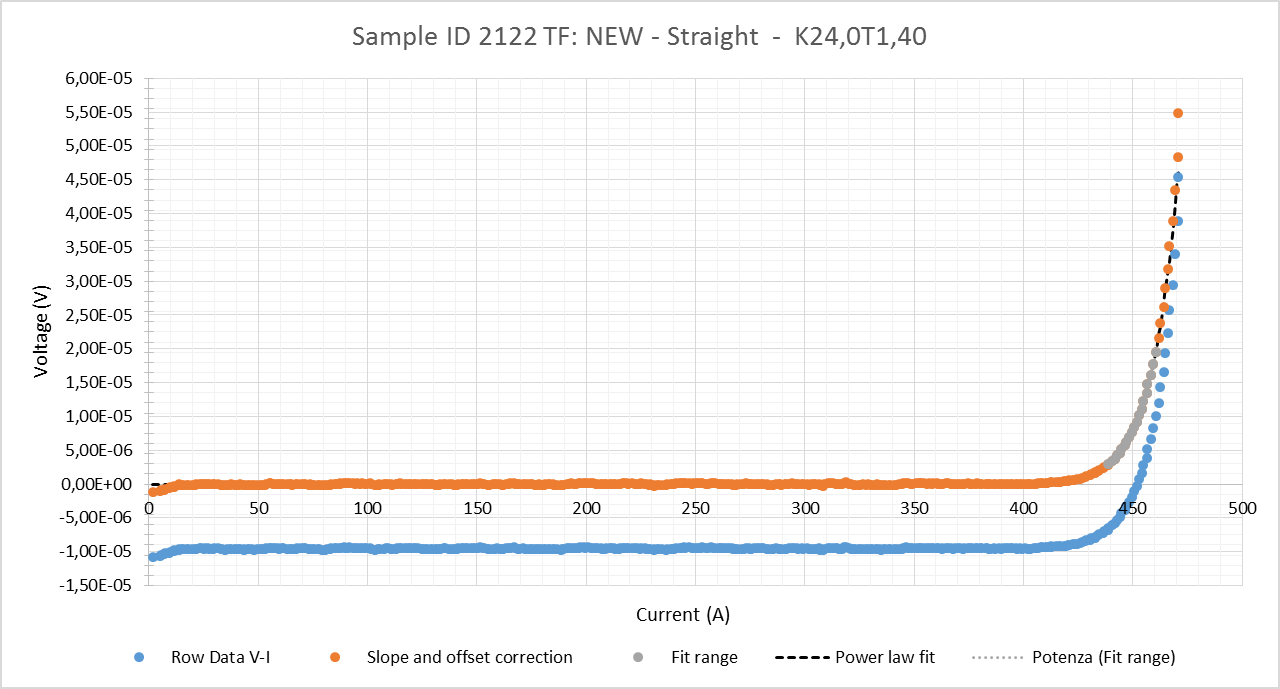 Sample ID 2122 TF: NEW - Straight - K24,0T1,40
6,00E-05
5,50E-05
5,00E-05
4,50E-05
4,00E-05
3,50E-05
3,00E-05
2,50E-05
2,00E-05
1,50E-05
1,00E-05
5,00E-06
0,00E+00
-5,00E-06
-1,00E-05
-1,50E-05
Voltage (V)
0 50 100 150 200 250 300 350 400 450 500
Current (A)
Row Data V-I Slope and offset correction Fit range Power law fit Potenza (Fit range)